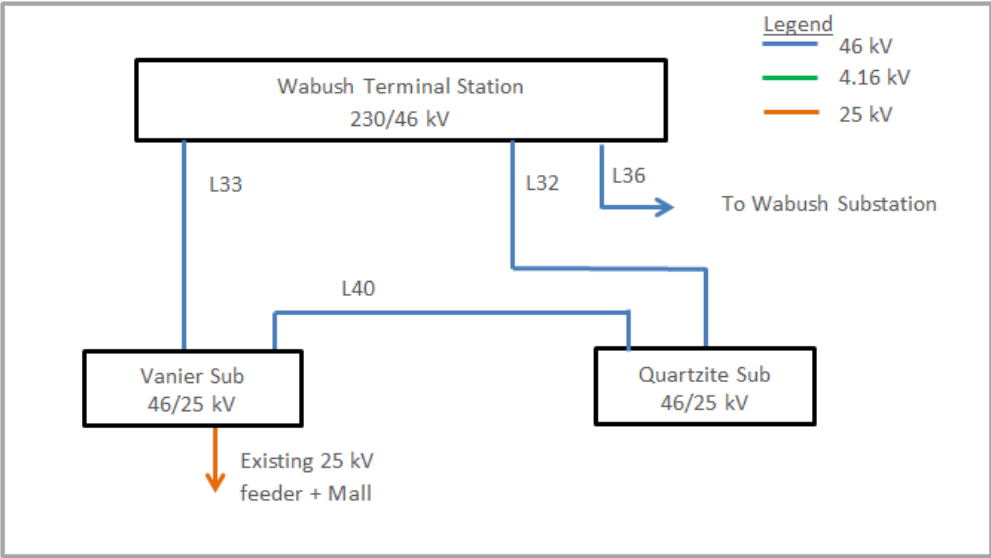 Legend
46 kV
4.16 kV
25 kV
Wabush Terminal Station
230/46 kV
L33
L32
L36
To Wabush Substation
L40
Vanier Sub
46/25 kV
Quartzite Sub
46/25 kV
Existing 25 kV
feeder + Mall